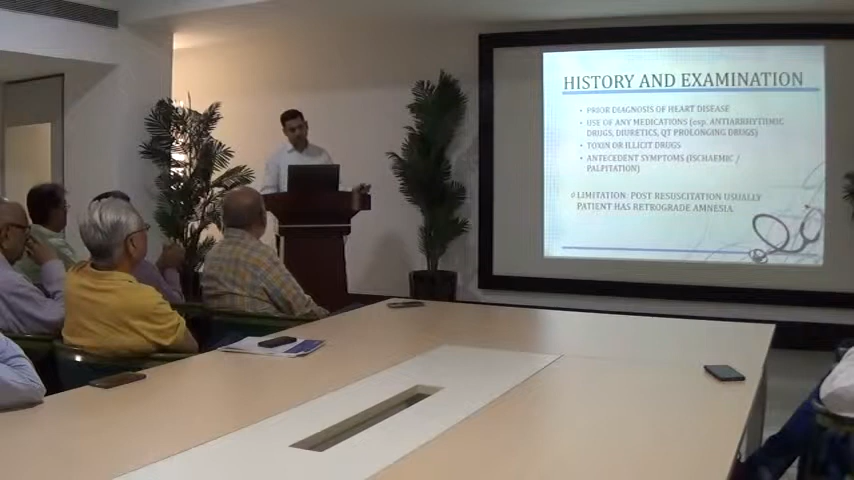 HISTORY AND EXAMINATION
• PRIOR DIAGNOSIS OF HEART DISEASE
• USE OF ANY MEDICATIONS (esp. ANTIARRHYTHMIC
DRUGS, DIURETICS, QT PROLONGING DRUGS)
• TOXIN OR ILLICIT DRUGS
• ANTECEDENT SYMPTOMS (ISCHAEMIC /
PALPITATION)
# LIMITATION: POST RESUSCITATION USUALLY
PATIENT HAS RETROGRADE AMNESIA.